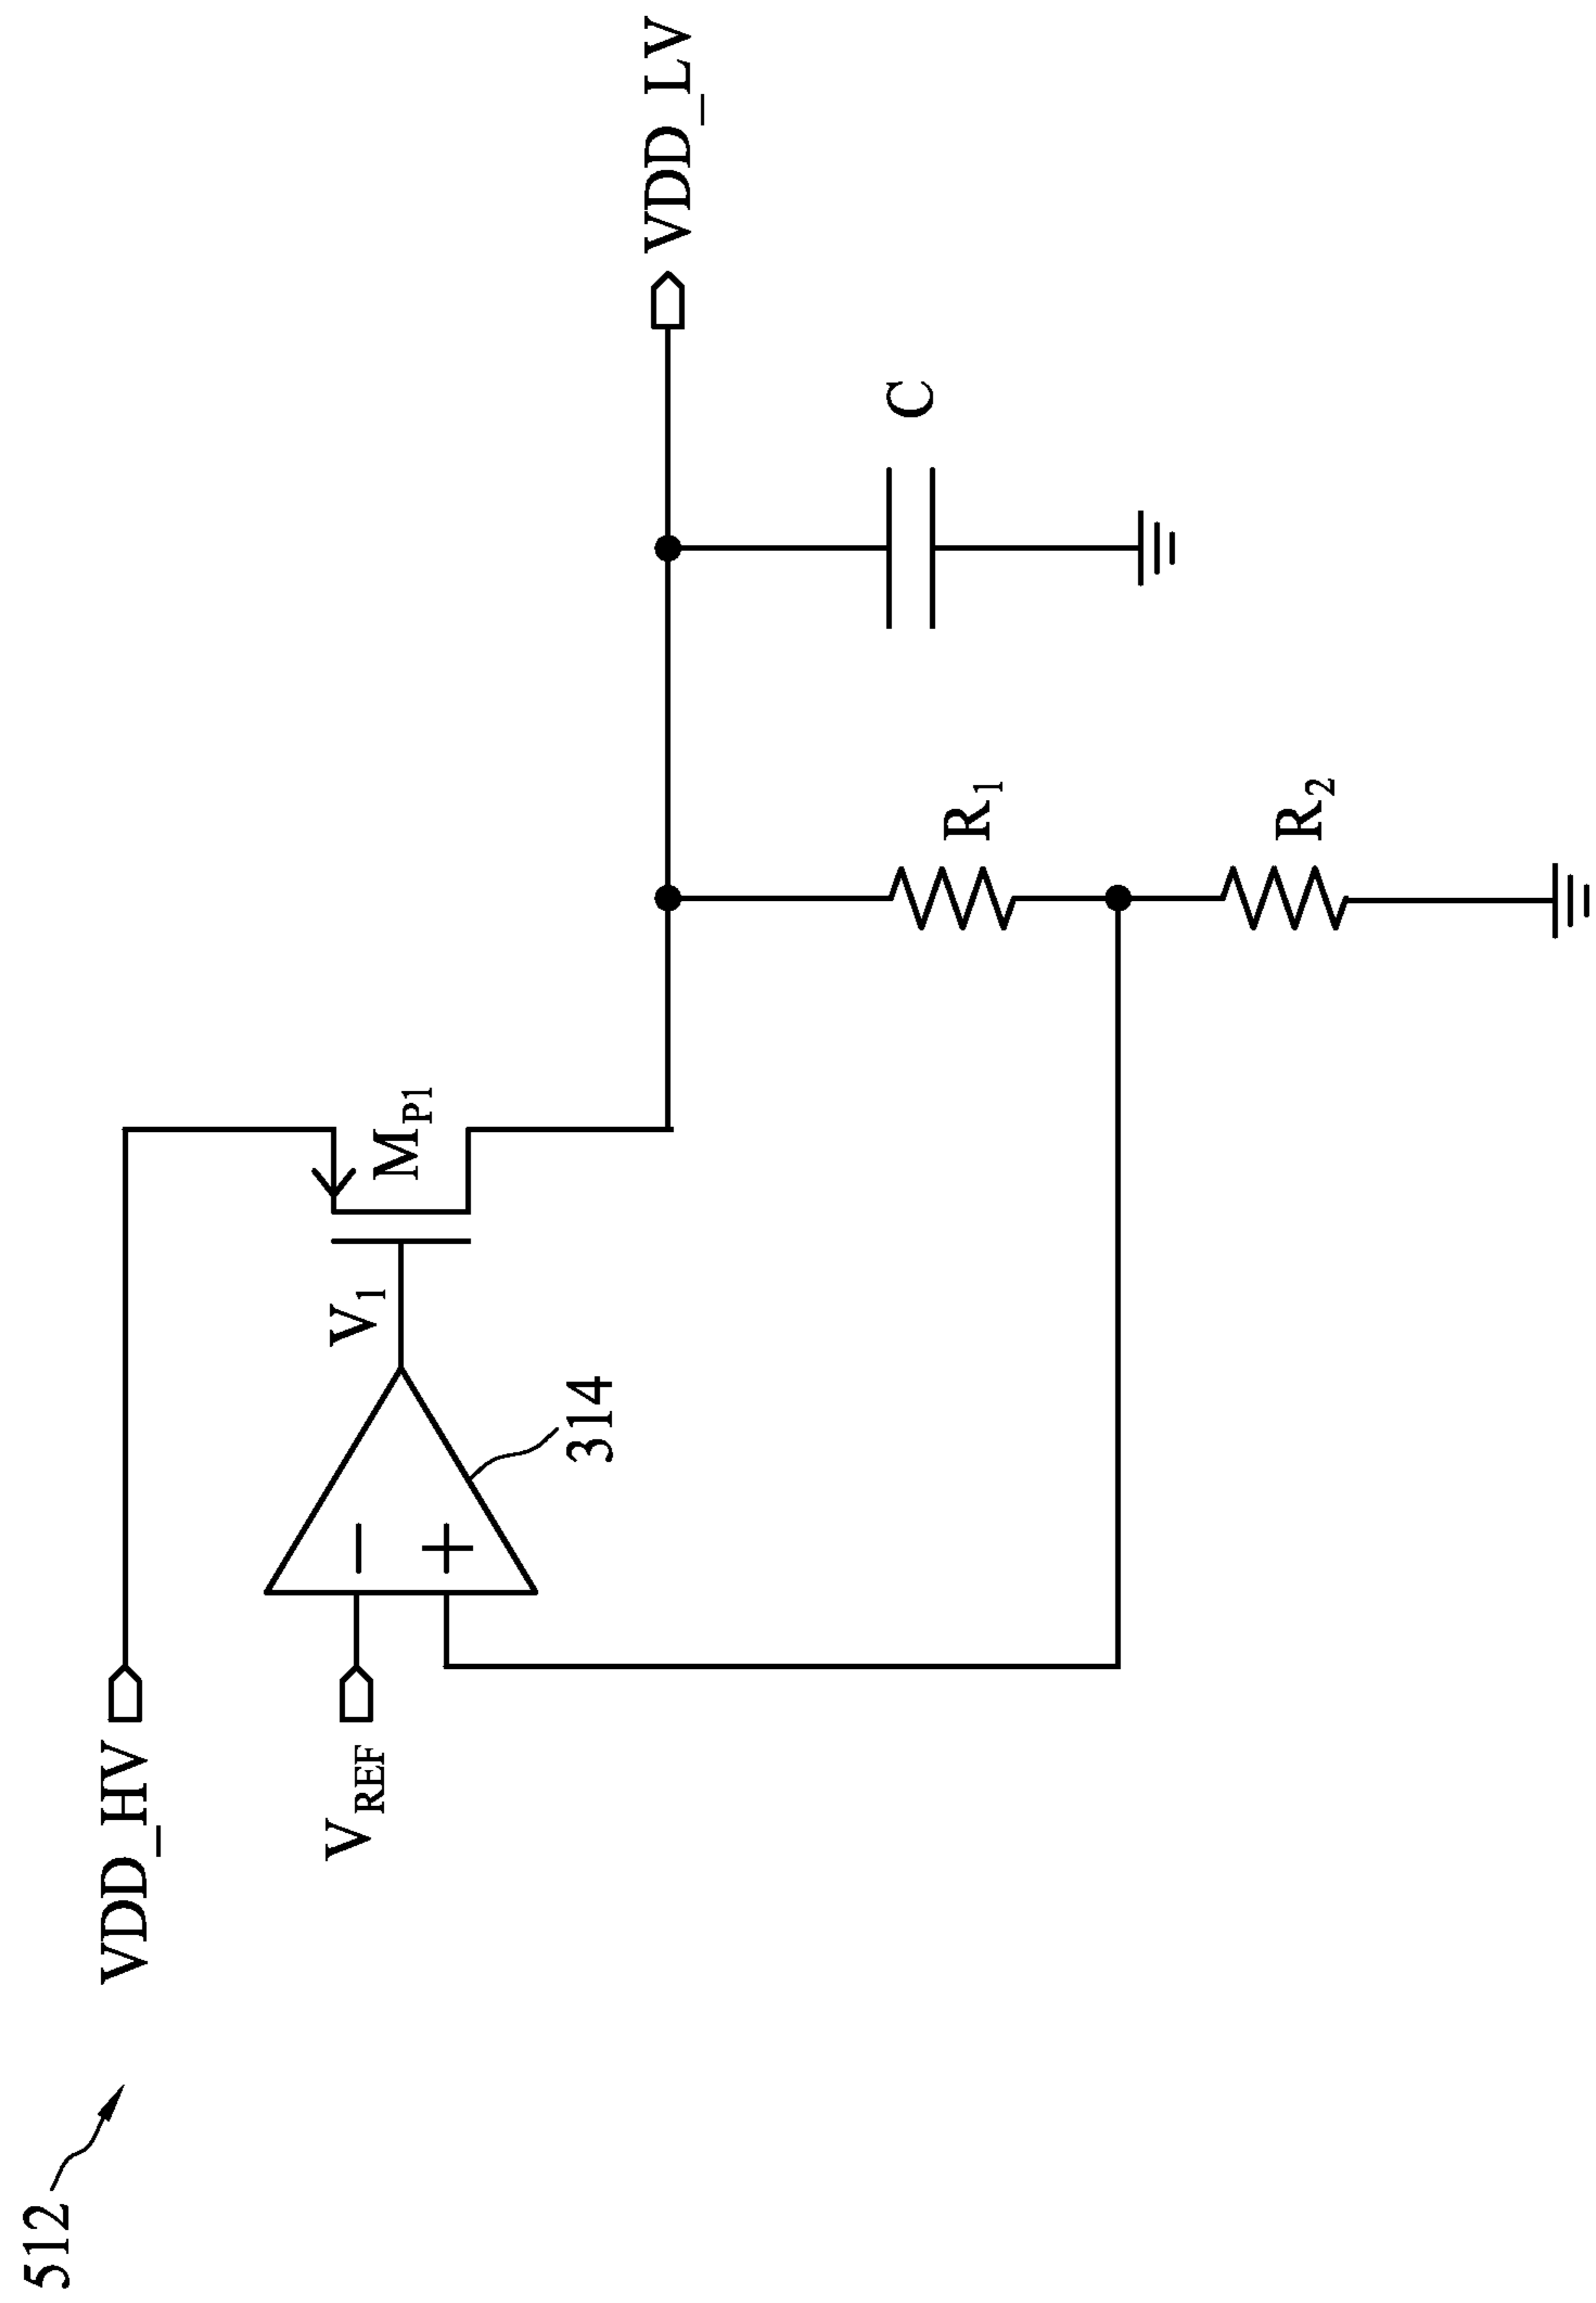 512
VDD_HV
VREF
−
+
314
V1
MP1
R1
R2
C
VDD_LV